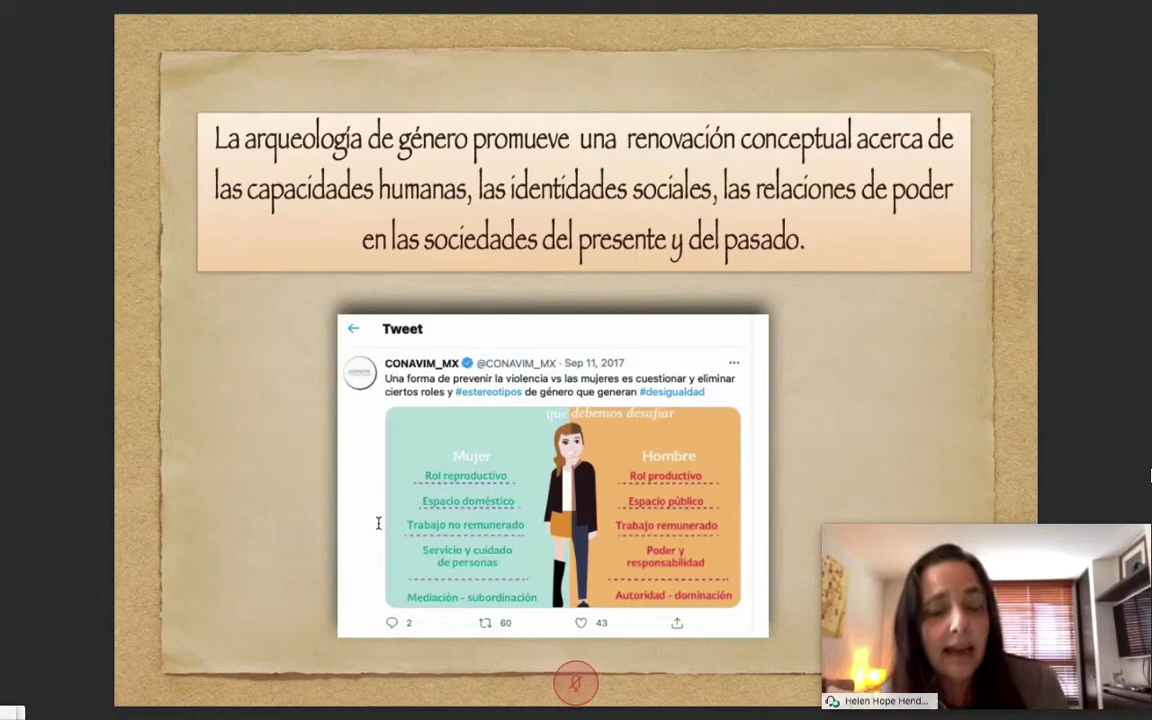 La arqueología de género promueve una renovación conceptual acerca de
las capacidades humanas, las identidades sociales, las relaciones de poder
en las sociedades del presente y del pasado.
Tweet
CONAVIM_MX @CONAVIM_MX · Sep 11, 2017
Una forma de prevenir la violencia vs las mujeres es cuestionar y eliminar
ciertos roles y #estereotipos de género que generan #desigualdad
que debemos desafiar
Mujer
Rol reproductivo
Espacio doméstico
Trabajo no remunerado
Servicio y cuidado
de personas
Mediación - subordinación
Hombre
Rol productivo
Espacio público
Trabajo remunerado
Poder y
responsabilidad
Autoridad - dominación
2 60 43
Helen Hope Hend...